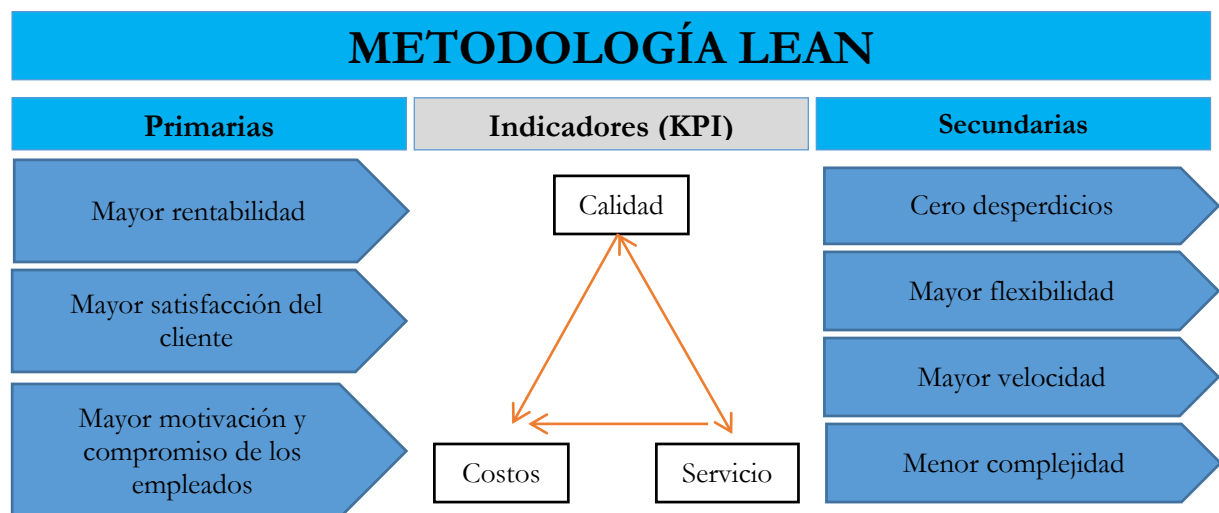 METODOLOGÍA LEAN
Primarias
Mayor rentabilidad
Mayor satisfacción del
cliente
Mayor motivación y
compromiso de los
empleados
Indicadores (KPI)
Calidad
Costos
Servicio
Secundarias
Cero desperdicios
Mayor flexibilidad
Mayor velocidad
Menor complejidad